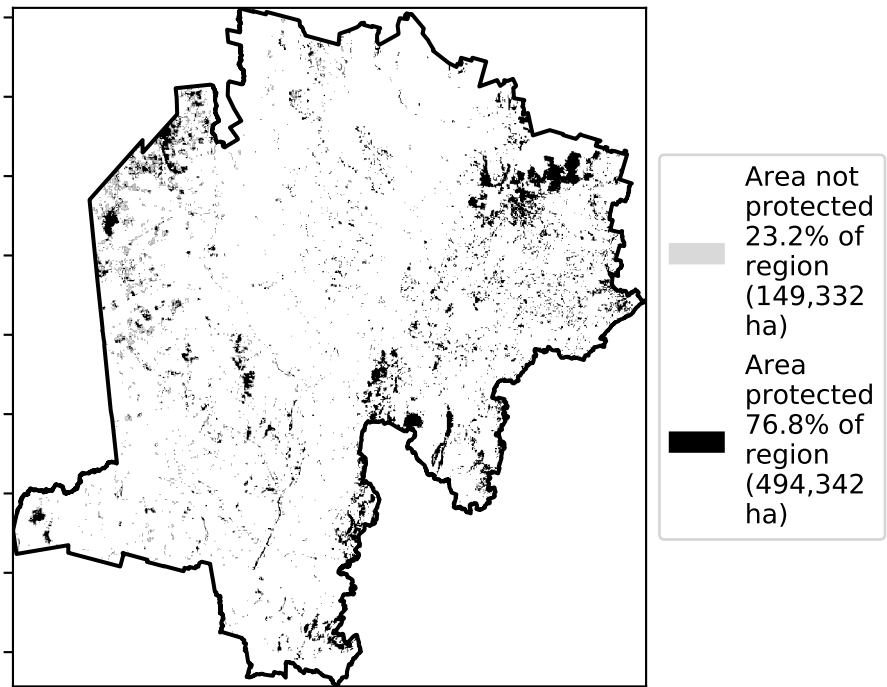 Area not
protected
23.2% of
region
(149,332
ha)
Area
protected
76.8% of
region
(494,342
ha)